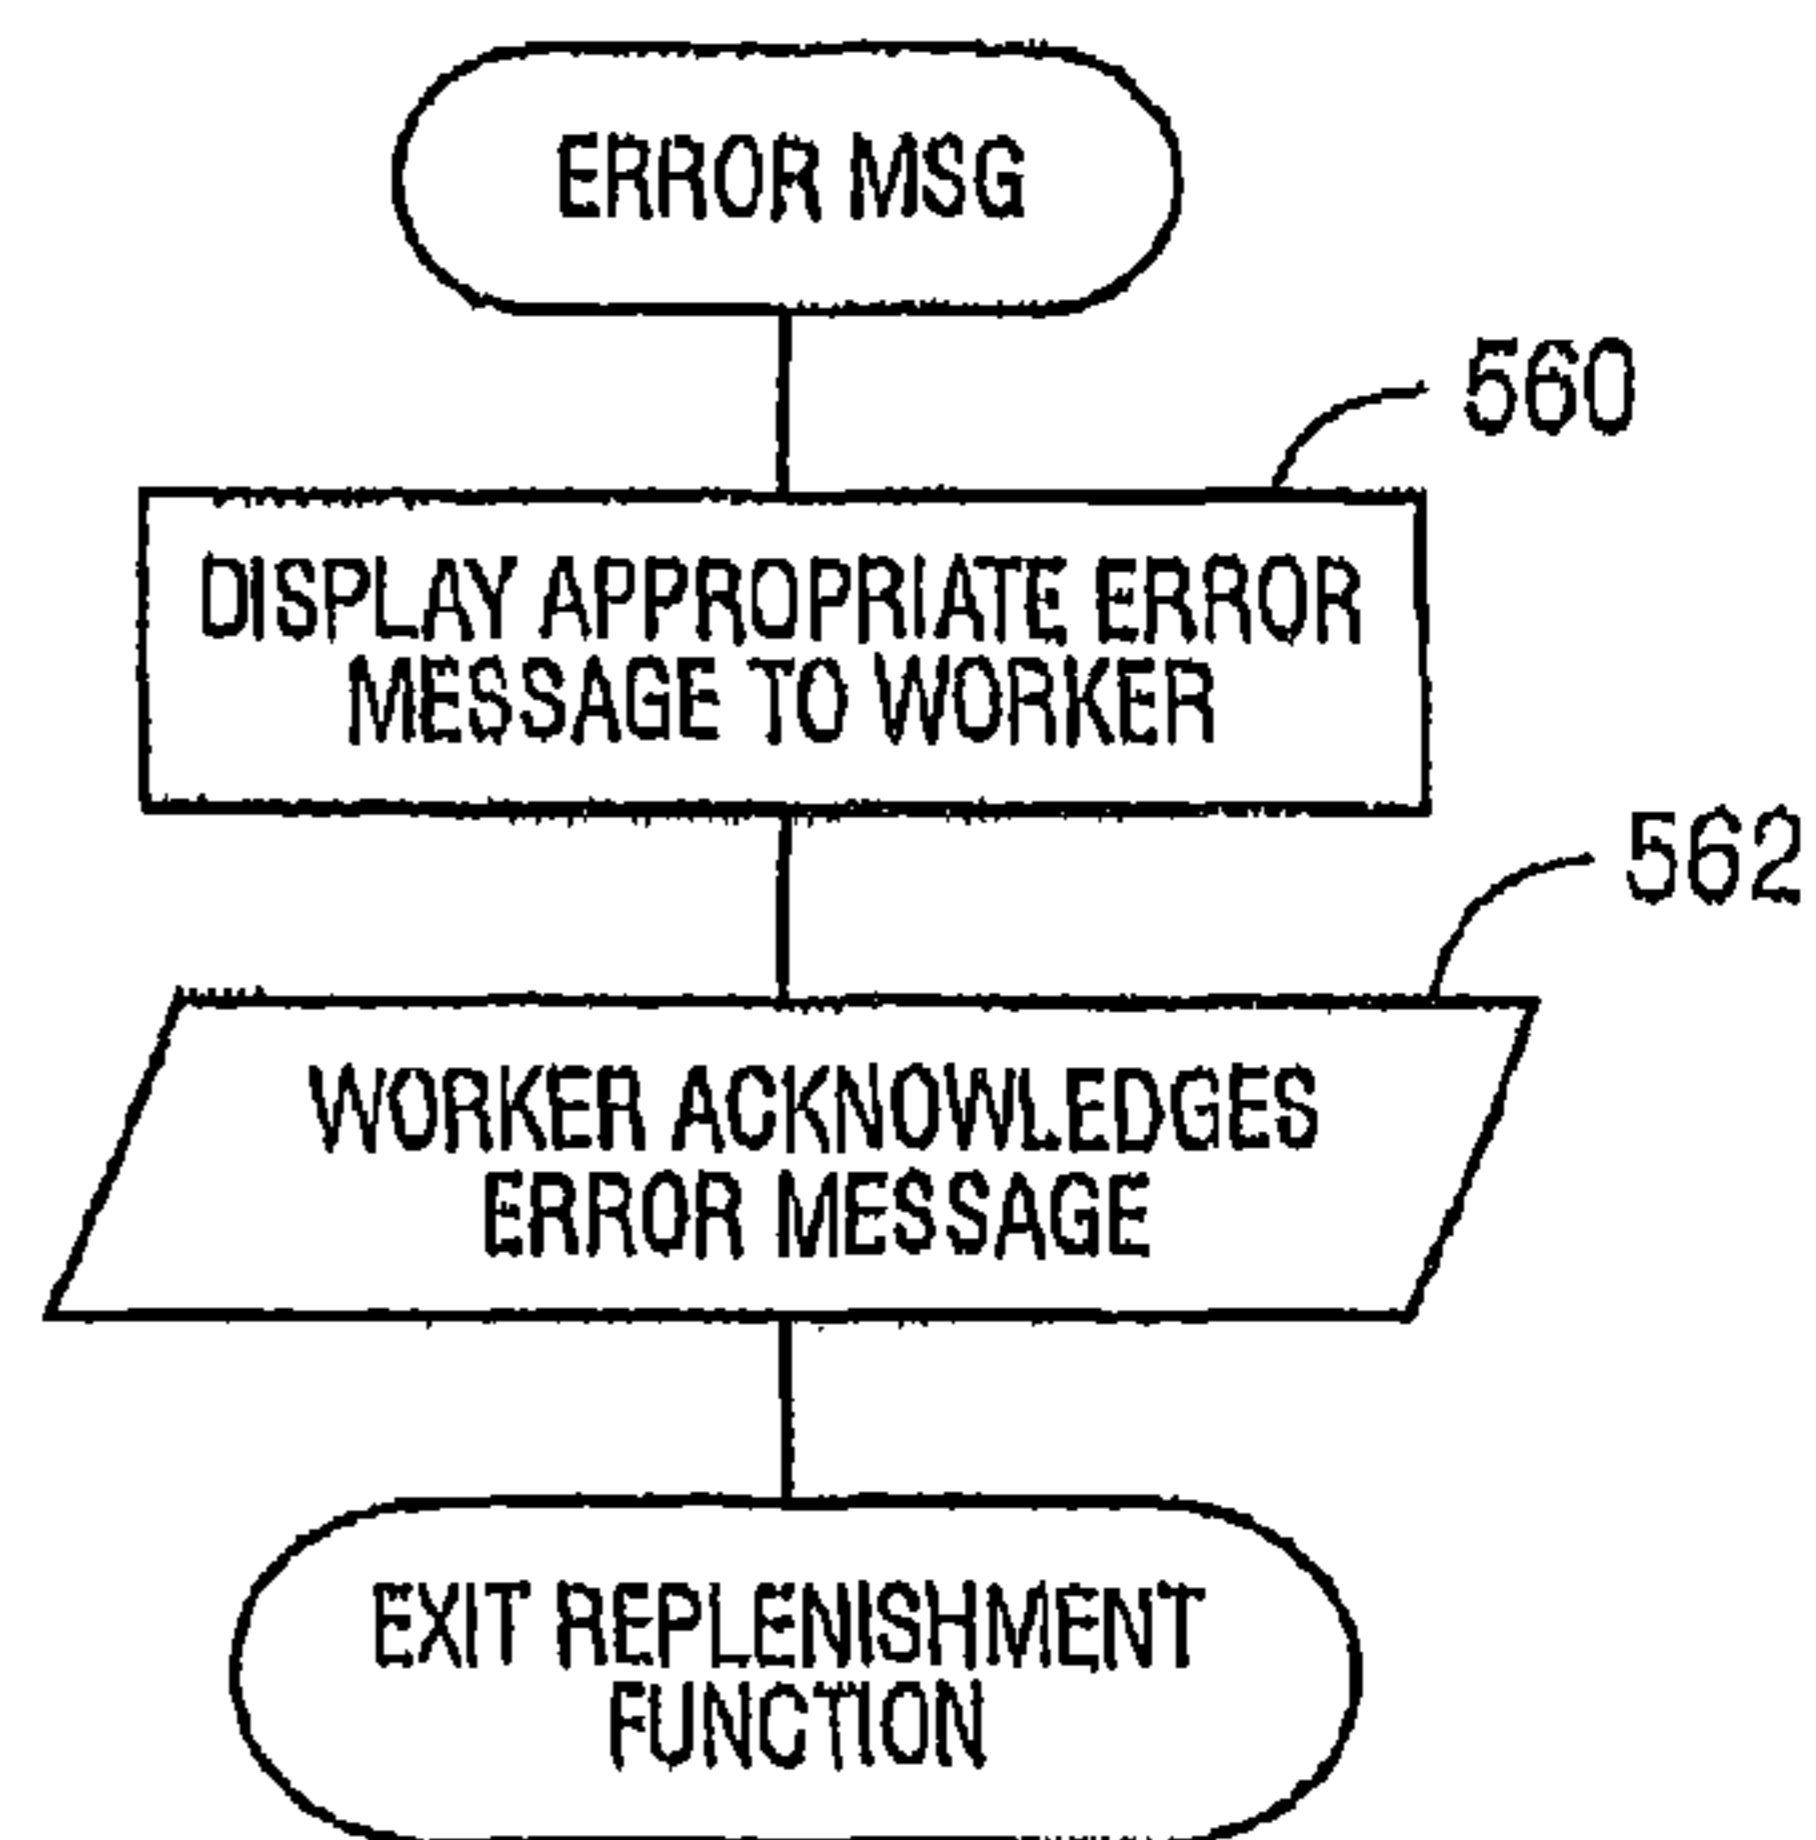 ERROR MSG
560
DISPLAY APPROPRIATE ERROR
MESSAGE TO WORKER
562
WORKER ACKNOWLEDGES
ERROR MESSAGE
EXIT REPLENISHMENT
FUNCTION